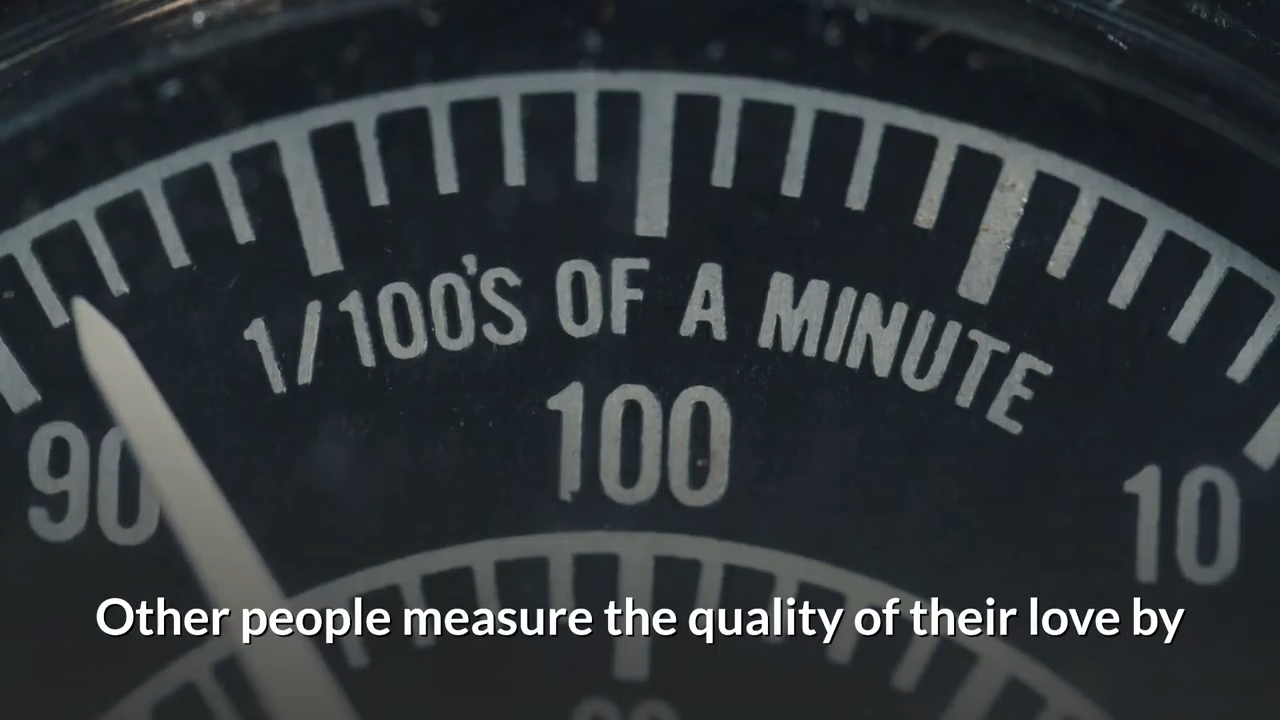 1/100'S OF A MINUTE
100
90
10
Other people measure the quality of their love by